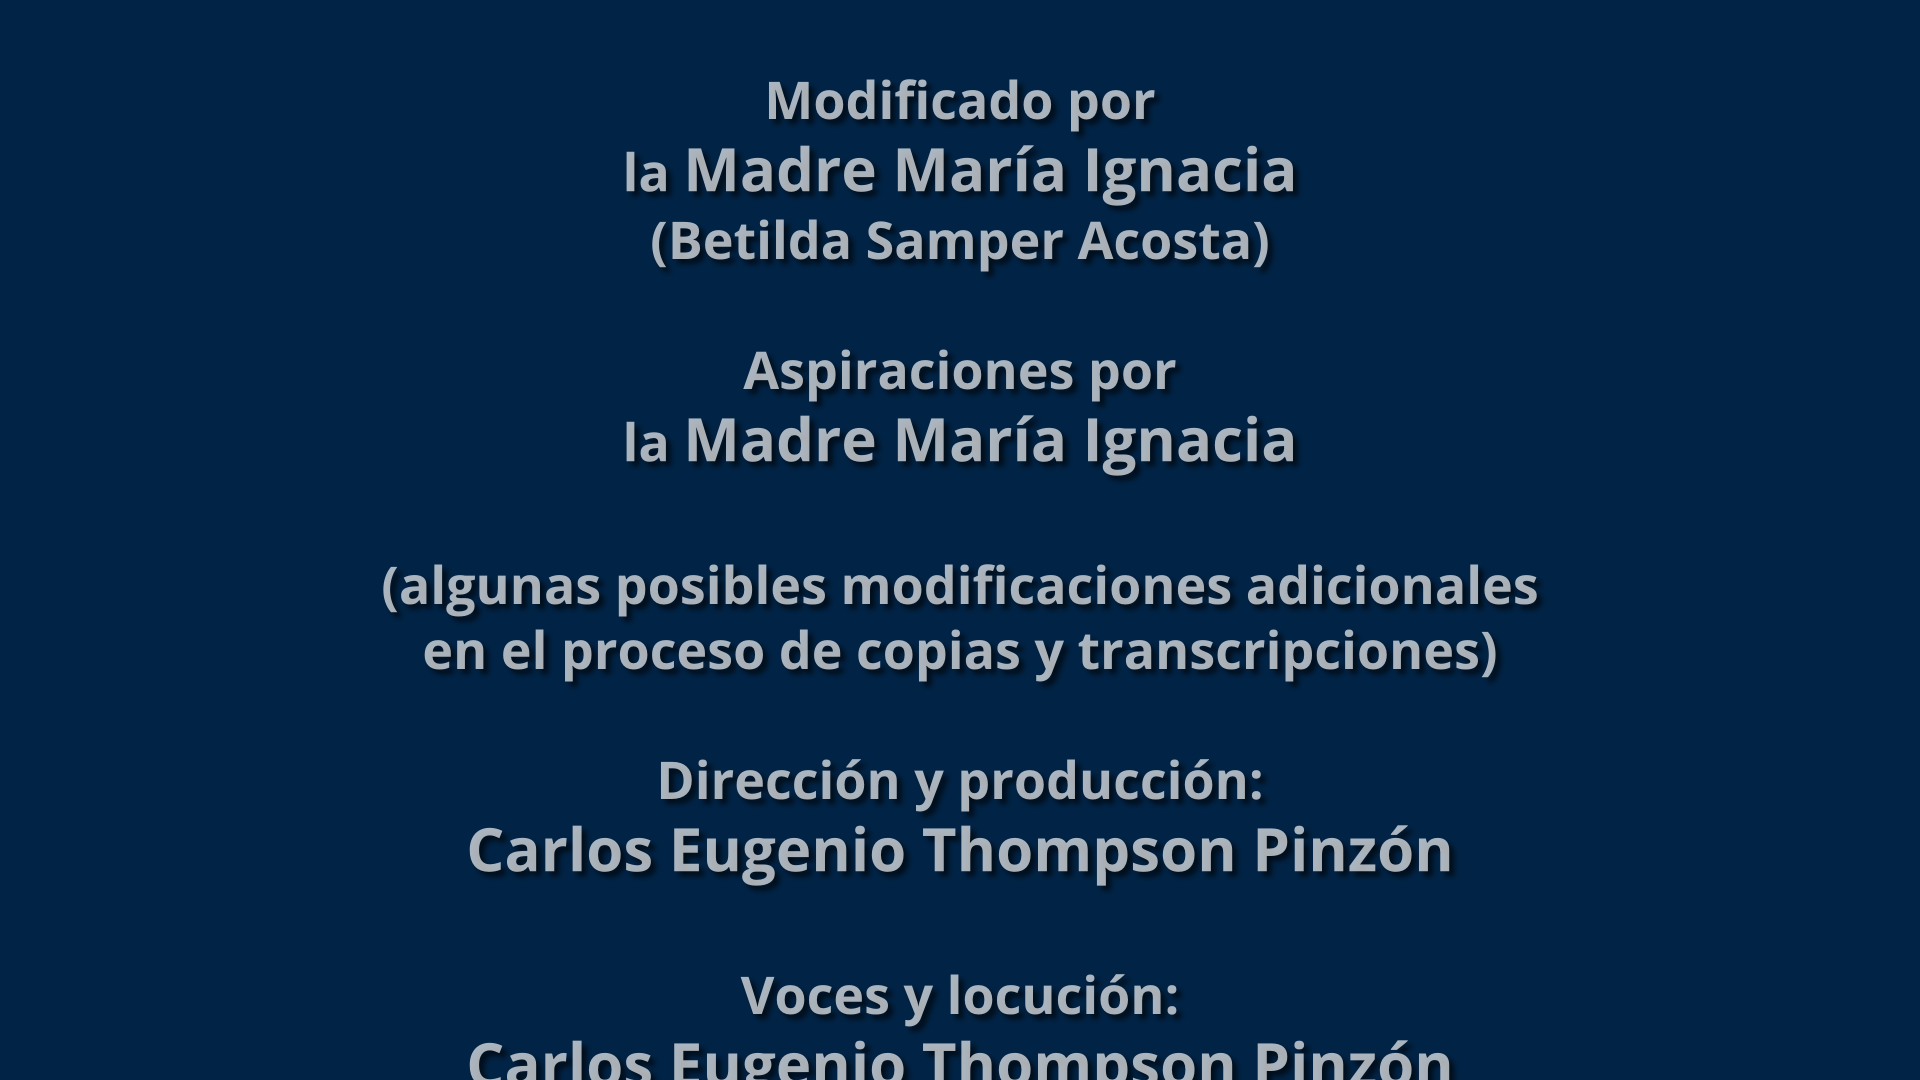 Modificado por
la Madre María Ignacia
(Betilda Samper Acosta)
Aspiraciones por
la Madre María Ignacia
(algunas posibles modificaciones adicionales
en el proceso de copias y transcripciones)
Dirección y producción:
Carlos Eugenio Thompson Pinzón
Voces y locución:
Carlos Eugenio Thompson Pinzón